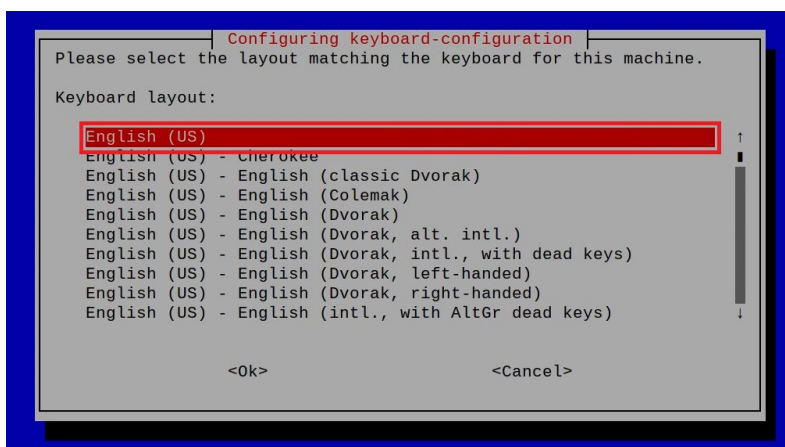 Configuring keyboard-configuration
Please select the layout matching the keyboard for this machine.
Keyboard layout:
English (US)
English (US) - Cherokee
English (US) - English (classic Dvorak)
English (US) - English (Colemak)
English (US) - English (Dvorak)
English (US) - English (Dvorak, alt. intl.)
English (US) - English (Dvorak, intl., with dead keys)
English (US) - English (Dvorak, left-handed)
English (US) - English (Dvorak, right-handed)
English (US) - English (intl., with AltGr dead keys)
<Ok> <Cancel>